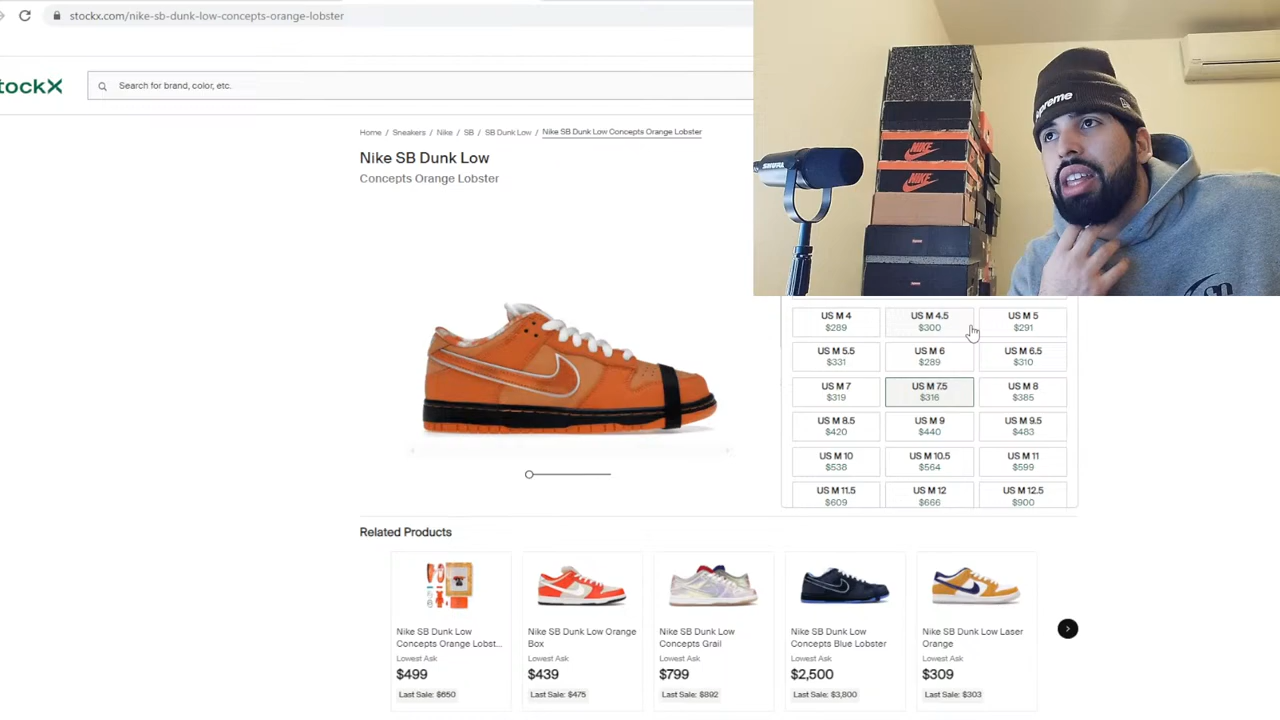 stockx.com/nike-sb-dunk-low-concepts-orange-lobster
tockX
Search for brand, color, etc.
Home / Sneakers / Nike / SB / SB Dunk Low / Nike SB Dunk Low Concepts Orange Lobster
Nike SB Dunk Low
Concepts Orange Lobster
SHURE
NIKE
NIKE
Supreme
US M 4
$289
US M 4.5
$300
US M 5
$291
US M 5.5
$331
US M 6
$289
US M 6.5
$310
US M 7
$319
US M 7.5
$316
US M 8
$385
US M 8.5
$420
US M 9
$440
US M 9.5
$483
US M 10
$538
US M 10.5
$564
US M 11
$599
US M 11.5
$609
US M 12
$666
US M 12.5
$900
Related Products
Nike SB Dunk Low
Concepts Orange Lobst...
Lowest Ask
$499
Last Sale: $650
Nike SB Dunk Low Orange
Box
Lowest Ask
$439
Last Sale: $475
Nike SB Dunk Low
Concepts Grail
Lowest Ask
$799
Last Sale: $892
Nike SB Dunk Low
Concepts Blue Lobster
Lowest Ask
$2,500
Last Sale: $3,800
Nike SB Dunk Low Laser
Orange
Lowest Ask
$309
Last Sale: $303